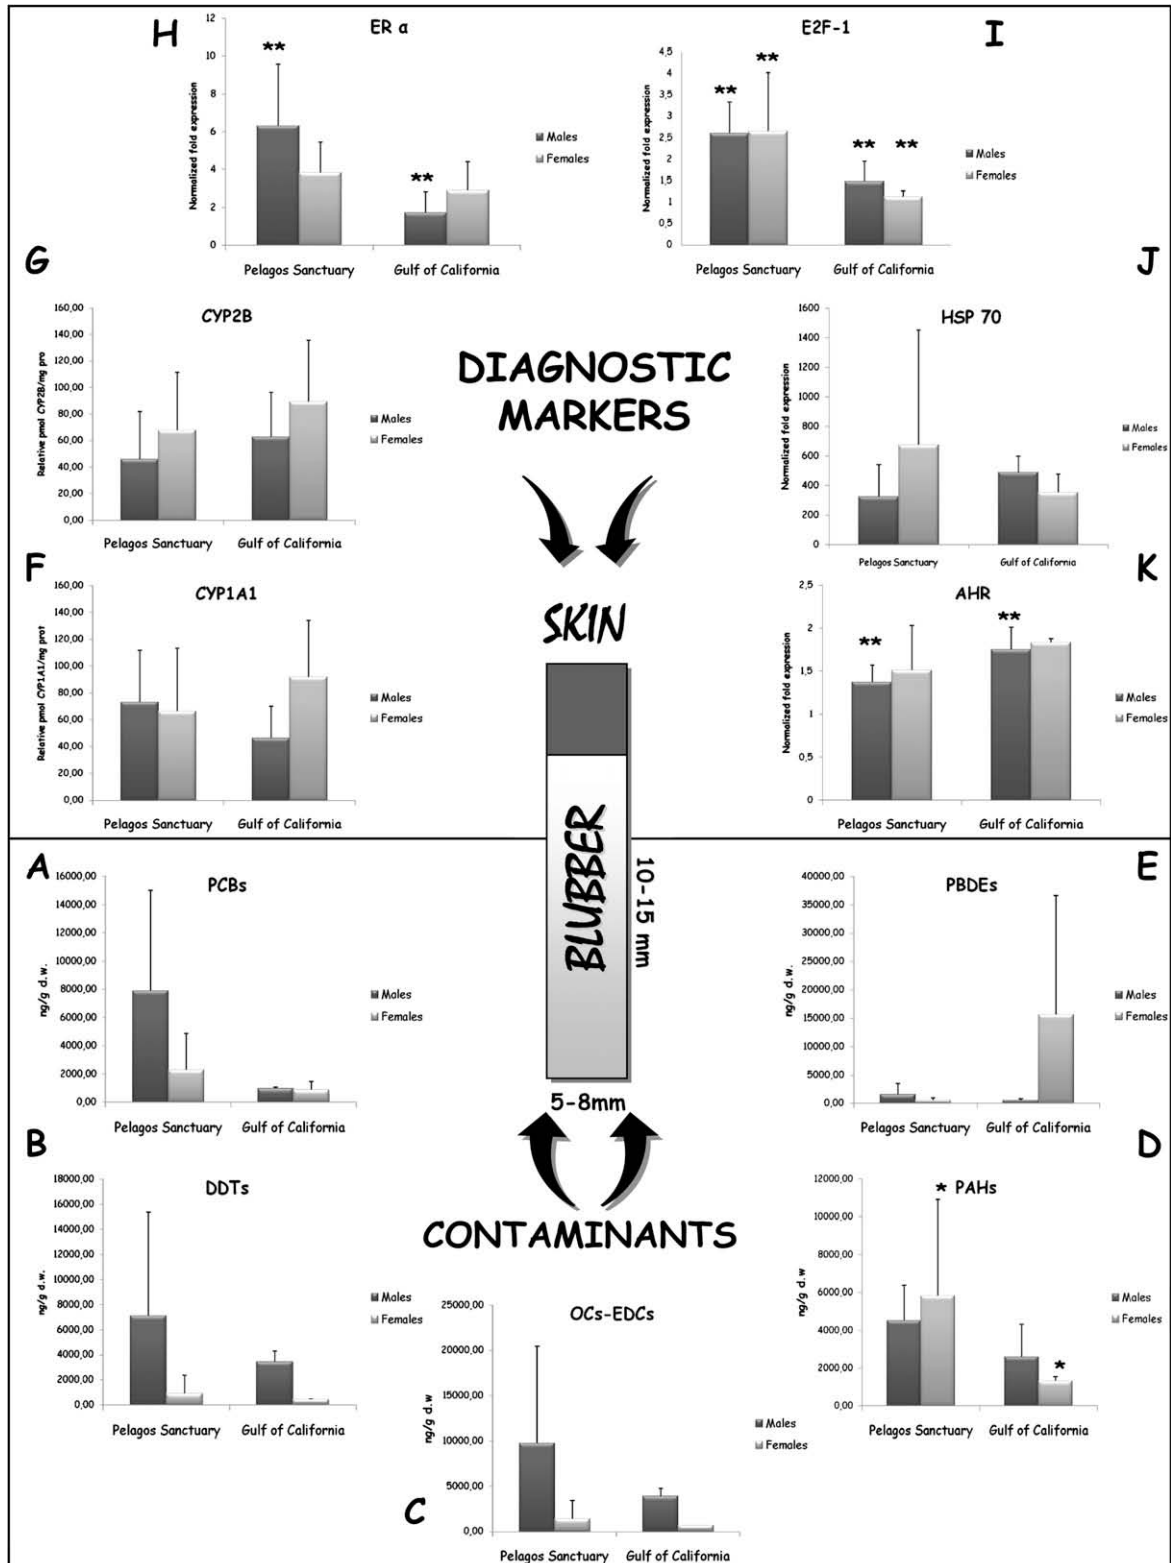 H
ER α
Normalized fold expression
12
10
8
6
4
2
0
**
**
Males
Females
Pelagos Sanctuary
Gulf of California
I
E2F-1
Normalized fold expression
4,5
4
3,5
3
2,5
2
1,5
1
0,5
0
**
**
**
**
Males
Females
Pelagos Sanctuary
Gulf of California
G
CYP2B
Relative pmol CYP2B/mg pro
160,00
140,00
120,00
100,00
80,00
60,00
40,00
20,00
0,00
Males
Females
Pelagos Sanctuary
Gulf of California
DIAGNOSTIC
MARKERS
J
HSP 70
Normalized fold expression
1600
1400
1200
1000
800
600
400
200
0
Males
Females
Pelagos Sanctuary
Gulf of California
F
CYP1A1
Relative pmol CYP1A1/mg prot
160,00
140,00
120,00
100,00
80,00
60,00
40,00
20,00
0,00
Males
Females
Pelagos Sanctuary
Gulf of California
SKIN
BLUBBER
10-15 mm
5-8mm
K
AHR
Normalized fold expression
2,5
2
1,5
1
0,5
0
**
**
Males
Females
Pelagos Sanctuary
Gulf of California
A
PCBs
ng/g d.w.
16000,00
14000,00
12000,00
10000,00
8000,00
6000,00
4000,00
2000,00
0,00
Males
Females
Pelagos Sanctuary
Gulf of California
E
PBDEs
ng/g d.w.
40000,00
35000,00
30000,00
25000,00
20000,00
15000,00
10000,00
5000,00
0,00
Males
Females
Pelagos Sanctuary
Gulf of California
B
DDTs
ng/g d.w.
18000,00
16000,00
14000,00
12000,00
10000,00
8000,00
6000,00
4000,00
2000,00
0,00
Males
Females
Pelagos Sanctuary
Gulf of California
CONTAMINANTS
D
* PAHs
ng/g d.w
12000,00
10000,00
8000,00
6000,00
4000,00
2000,00
0,00
*
Males
Females
Pelagos Sanctuary
Gulf of California
C
OCs-EDCs
ng/g d.w
25000,00
20000,00
15000,00
10000,00
5000,00
0,00
Males
Females
Pelagos Sanctuary
Gulf of California